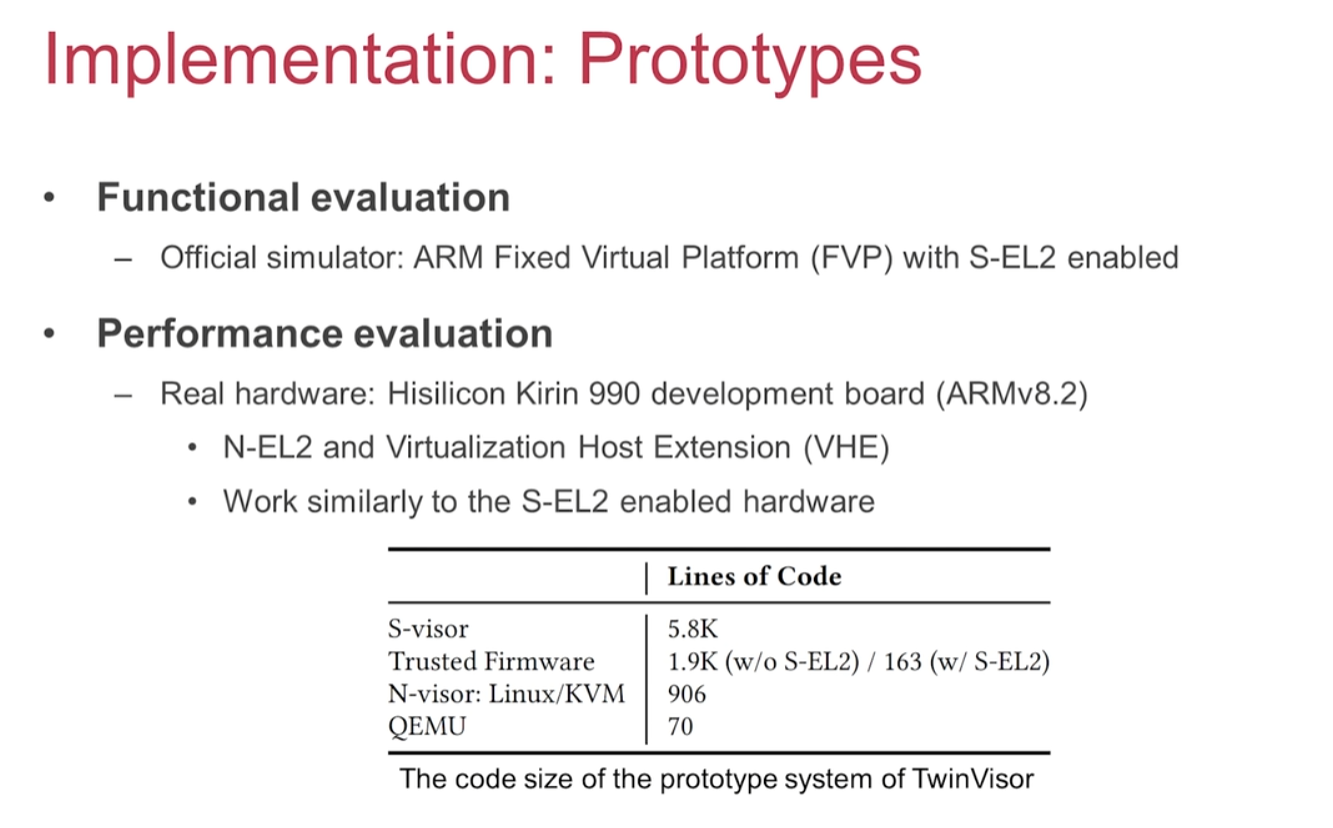 Implementation: Prototypes
• Functional evaluation
– Official simulator: ARM Fixed Virtual Platform (FVP) with S-EL2 enabled
• Performance evaluation
– Real hardware: Hisilicon Kirin 990 development board (ARMv8.2)
• N-EL2 and Virtualization Host Extension (VHE)
• Work similarly to the S-EL2 enabled hardware
Lines of Code
S-visor 5.8K
Trusted Firmware 1.9K (w/o S-EL2) / 163 (w/ S-EL2)
N-visor: Linux/KVM 906
QEMU 70
The code size of the prototype system of TwinVisor